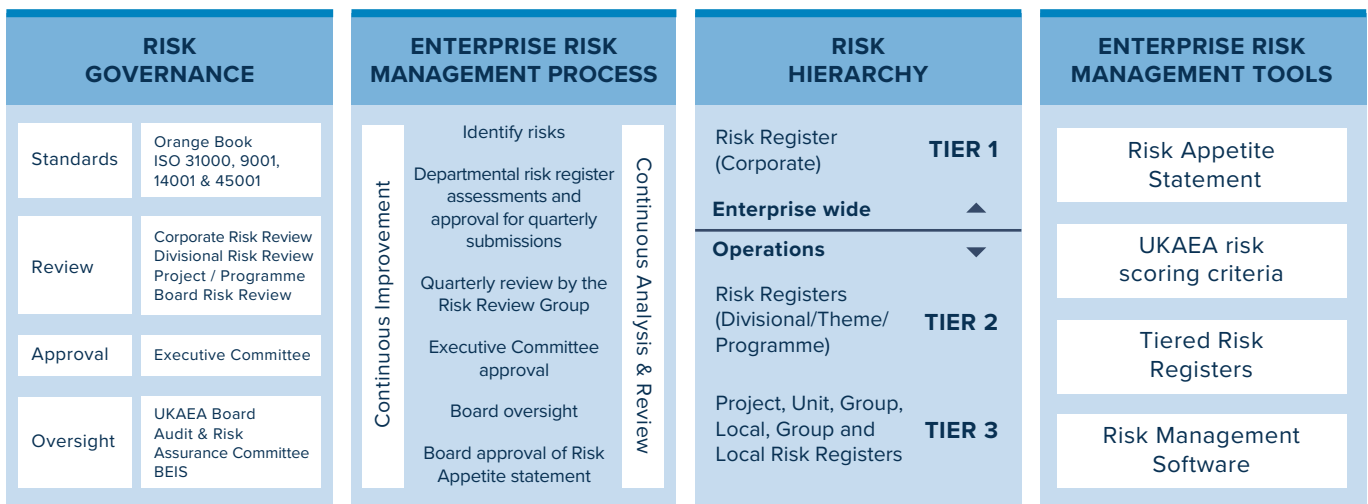 RISK
GOVERNANCE
Standards
Orange Book
ISO 31000, 9001,
14001 & 45001
Review
Corporate Risk Review
Divisional Risk Review
Project / Programme
Board Risk Review
Approval
Executive Committee
Oversight
UKAEA Board
Audit & Risk
Assurance Committee
BEIS
ENTERPRISE RISK
MANAGEMENT PROCESS
Continuous Improvement
Identify risks
Departmental risk register
assessments and
approval for quarterly
submissions
Quarterly review by the
Risk Review Group
Executive Committee
approval
Board oversight
Board approval of Risk
Appetite statement
Continuous Analysis & Review
RISK
HIERARCHY
Risk Register
(Corporate)
TIER 1
Enterprise wide
Operations
Risk Registers
(Divisional/Theme/
Programme)
TIER 2
Project, Unit, Group,
Local, Group and
Local Risk Registers
TIER 3
ENTERPRISE RISK
MANAGEMENT TOOLS
Risk Appetite
Statement
UKAEA risk
scoring criteria
Tiered Risk
Registers
Risk Management
Software